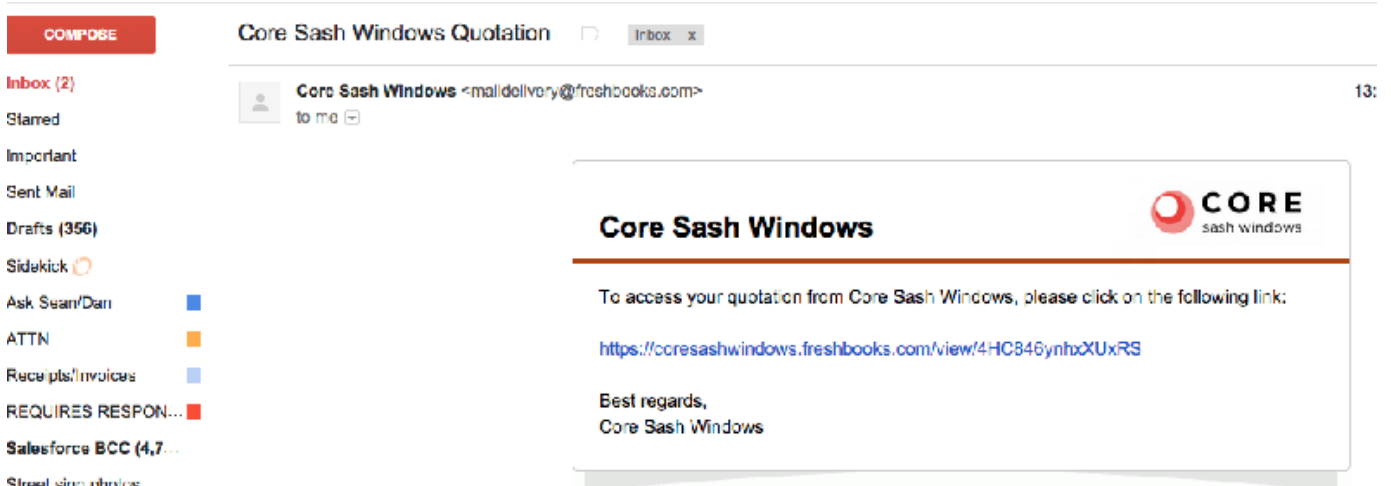 COMPOSE
Core Sash Windows Quotation
Inbox x
Inbox (2)
Core Sash Windows <maildelivery@freshbooks.com>
13:
to me
Starred
Important
Sent Mail
Drafts (356)
Sidekick
Ask Sean/Dan
ATTN
Receipts/Invoices
REQUIRES RESPON...
Salesforce BCC (4,7...
Street sign photos
Core Sash Windows
CORE
sash windows
To access your quotation from Core Sash Windows, please click on the following link:
https://coresashwindows.freshbooks.com/view/4HC846ynhxXUxRS
Best regards,
Core Sash Windows